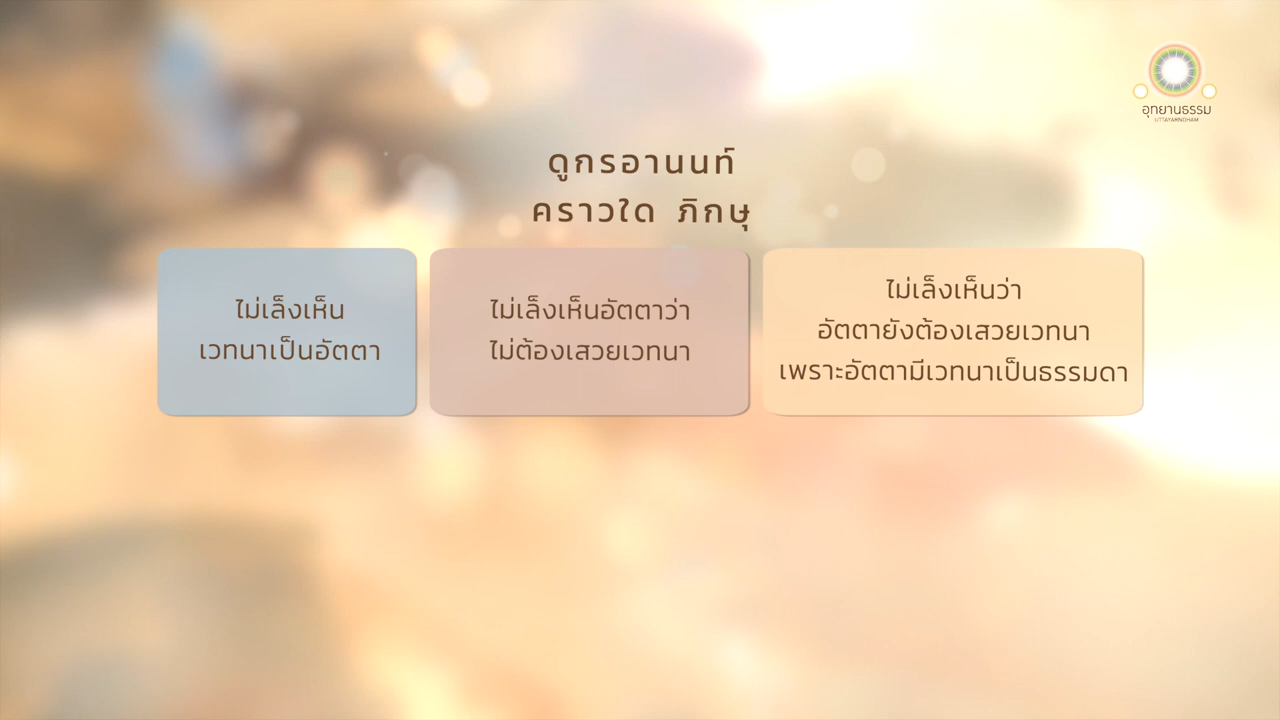 อุทยานธรรม
UTTAYARNDHAM
ดูกรอานนท์
คราวใด ภิกษุ
ไม่เล็งเห็น
เวทนาเป็นอัตตา
ไม่เล็งเห็นอัตตาว่า
ไม่ต้องเสวยเวทนา
ไม่เล็งเห็นว่า
อัตตายังต้องเสวยเวทนา
เพราะอัตตามีเวทนาเป็นธรรมดา